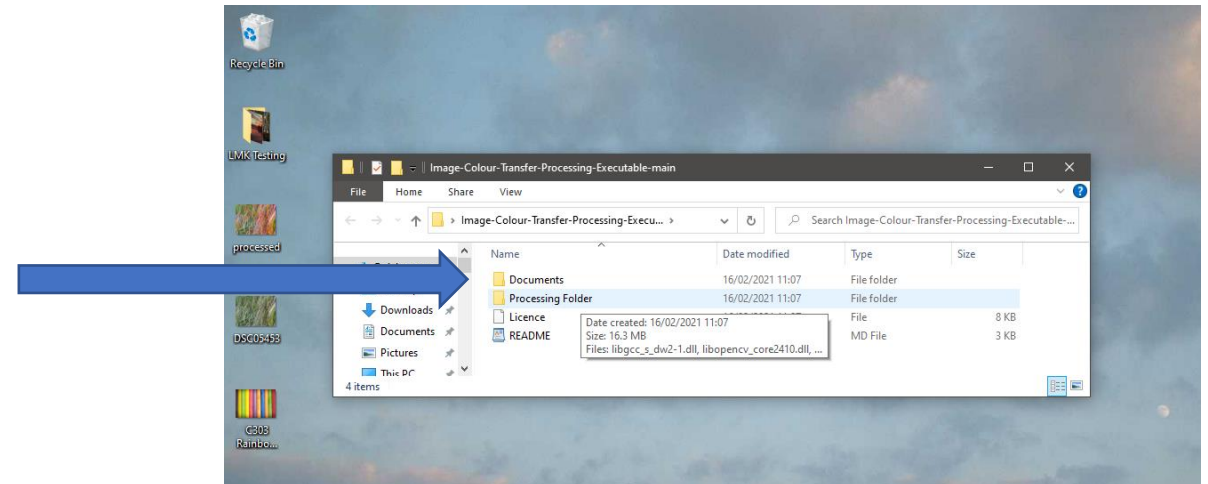 Recycle Bin
LMK Testing
processed
DSG05453
C303
Rainbo...
Image-Colour-Transfer-Processing-Executable-main
File Home Share View
Image-Colour-Transfer-Processing-Execu...
Search Image-Colour-Transfer-Processing-Executable-...
Name Date modified Type Size
Documents 16/02/2021 11:07 File folder
Processing Folder 16/02/2021 11:07 File folder
Licence File 8 KB
README MD File 3 KB
Date created: 16/02/2021 11:07
Size: 16.3 MB
Files: libgcc_s_dw2-1.dll, libopencv_core2410.dll, ...
Downloads
Documents
Pictures
This PC
4 items